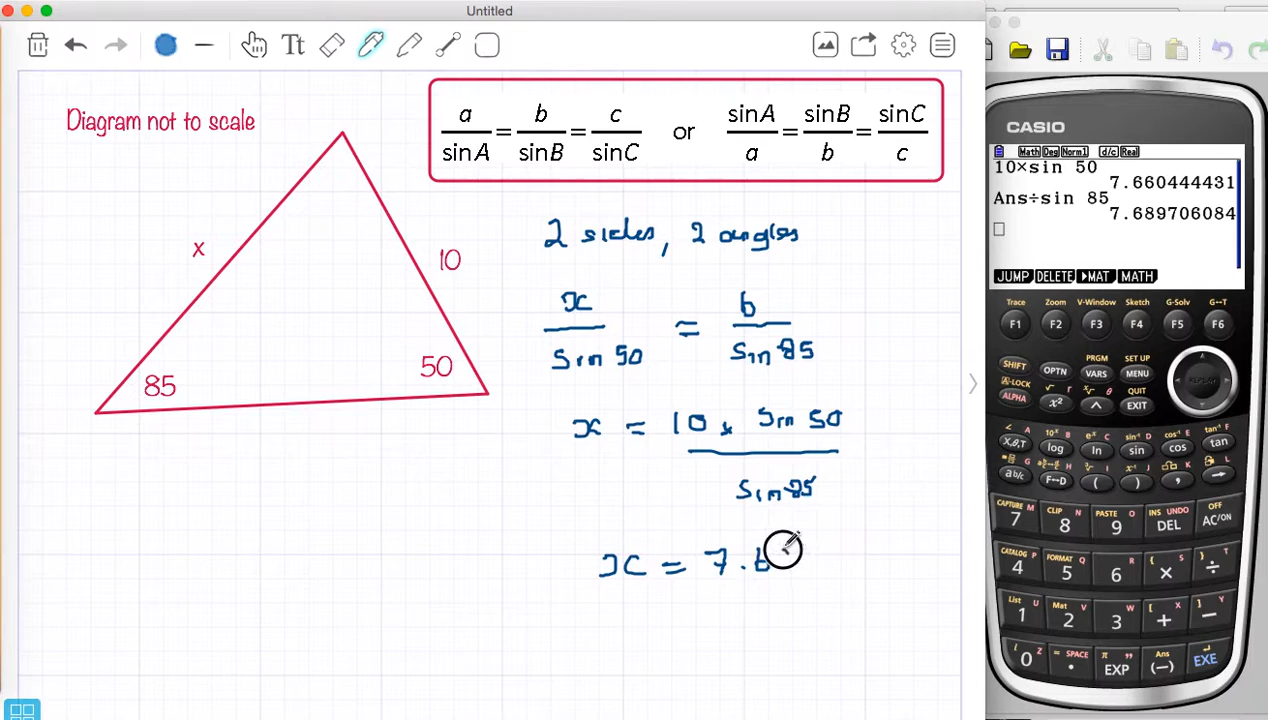 Untitled
Tt
Diagram not to scale
a/sinA = b/sinB = c/sinC or sinA/a = sinB/b = sinC/c
x
10
85
50
2 sides, 2 angles
x/sin 50 = b/sin 85
x = 10 × sin 50/sin 85
x = 7.6
CASIO
Math Deg Norm1 d/c Real
10×sin 50
7.660444431
Ans÷sin 85
7.689706084
JUMP DELETE ▶MAT MATH
Trace Zoom V-Window Sketch G-Solv G↔T
F1 F2 F3 F4 F5 F6
PRGM SET UP
SHIFT OPTN VARS MENU
A-LOCK √ r QUIT
ALPHA x² ^ EXIT
X,θ,T log ln sin cos tan
a b/c F↔D ( ) , →
CAPTURE M CLIP N PASTE O INS UNDO OFF
7 8 9 DEL AC/ON
CATALOG P FORMAT Q R { S } T
4 5 6 × ÷
List U Mat V W [ X ] Y
1 2 3 + −
i Z = SPACE π " Ans
0 . EXP (−) EXE